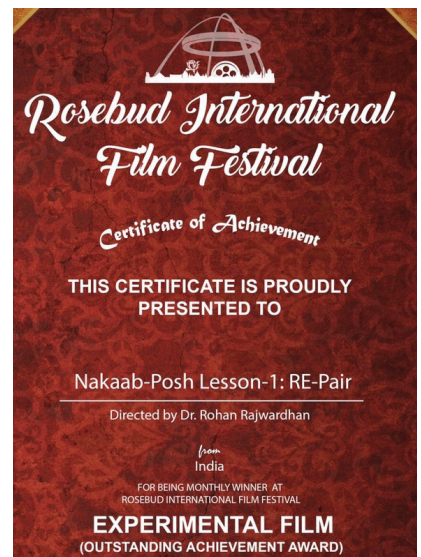 Rosebud International
Film Festival
Certificate of Achievement
THIS CERTIFICATE IS PROUDLY
PRESENTED TO
Nakaab-Posh Lesson-1: RE-Pair
Directed by Dr. Rohan Rajwardhan
from
India
FOR BEING MONTHLY WINNER AT
ROSEBUD INTERNATIONAL FILM FESTIVAL
EXPERIMENTAL FILM
(OUTSTANDING ACHIEVEMENT AWARD)